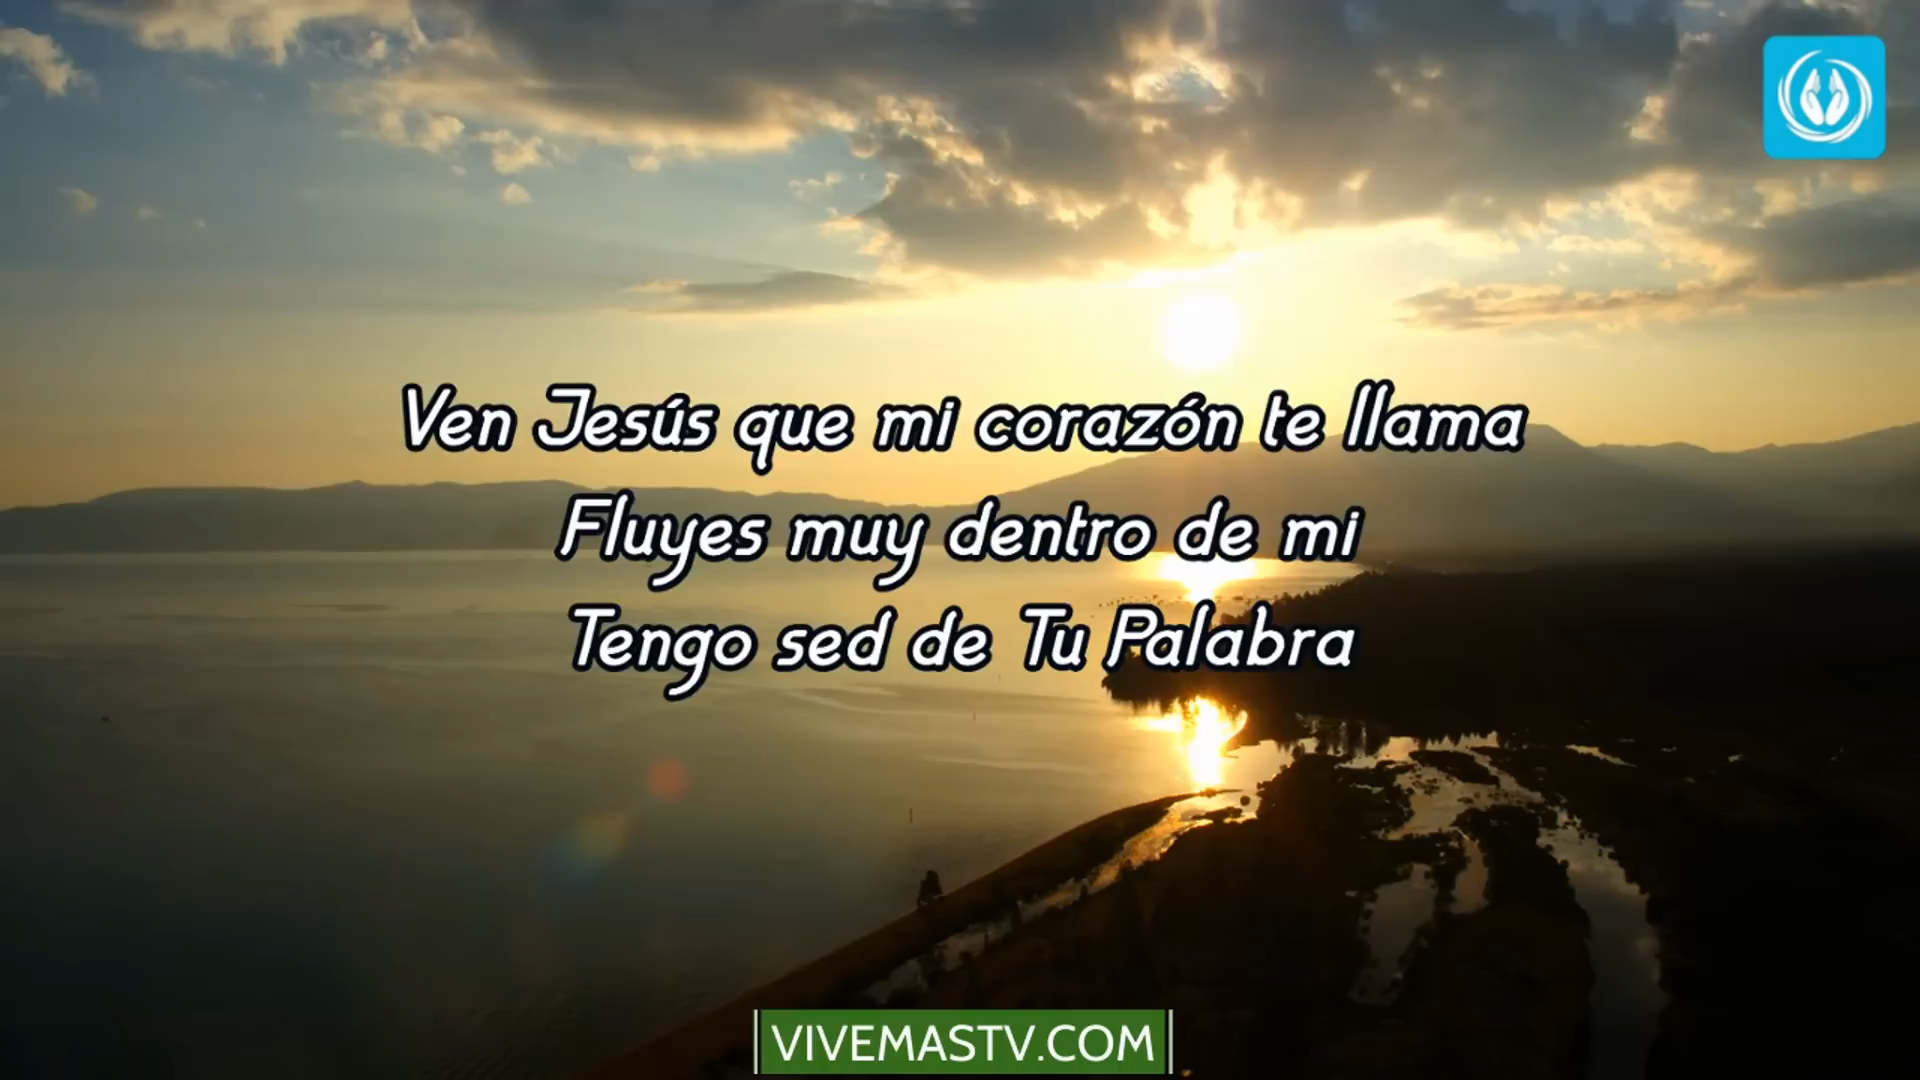 Ven Jesús que mi corazón te llama
Fluyes muy dentro de mi
Tengo sed de Tu Palabra
VIVEMASTV.COM